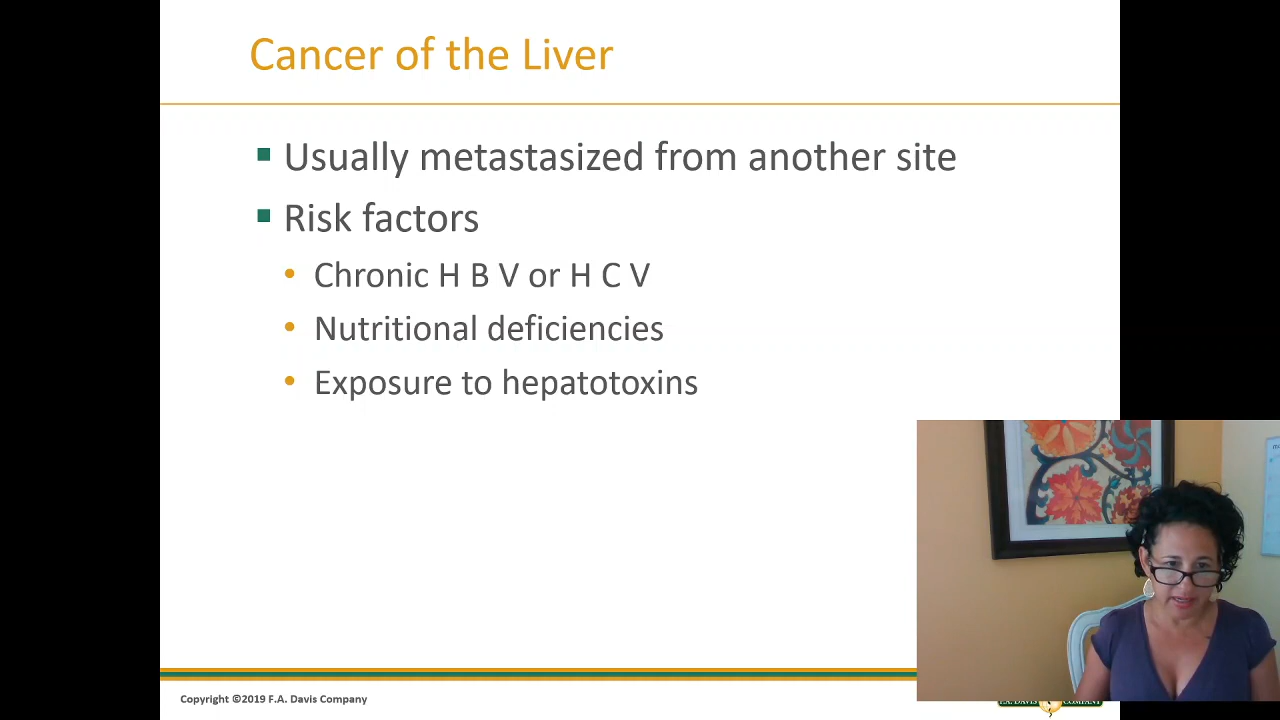 Cancer of the Liver
Usually metastasized from another site
Risk factors
Chronic H B V or H C V
Nutritional deficiencies
Exposure to hepatotoxins
Copyright ©2019 F.A. Davis Company